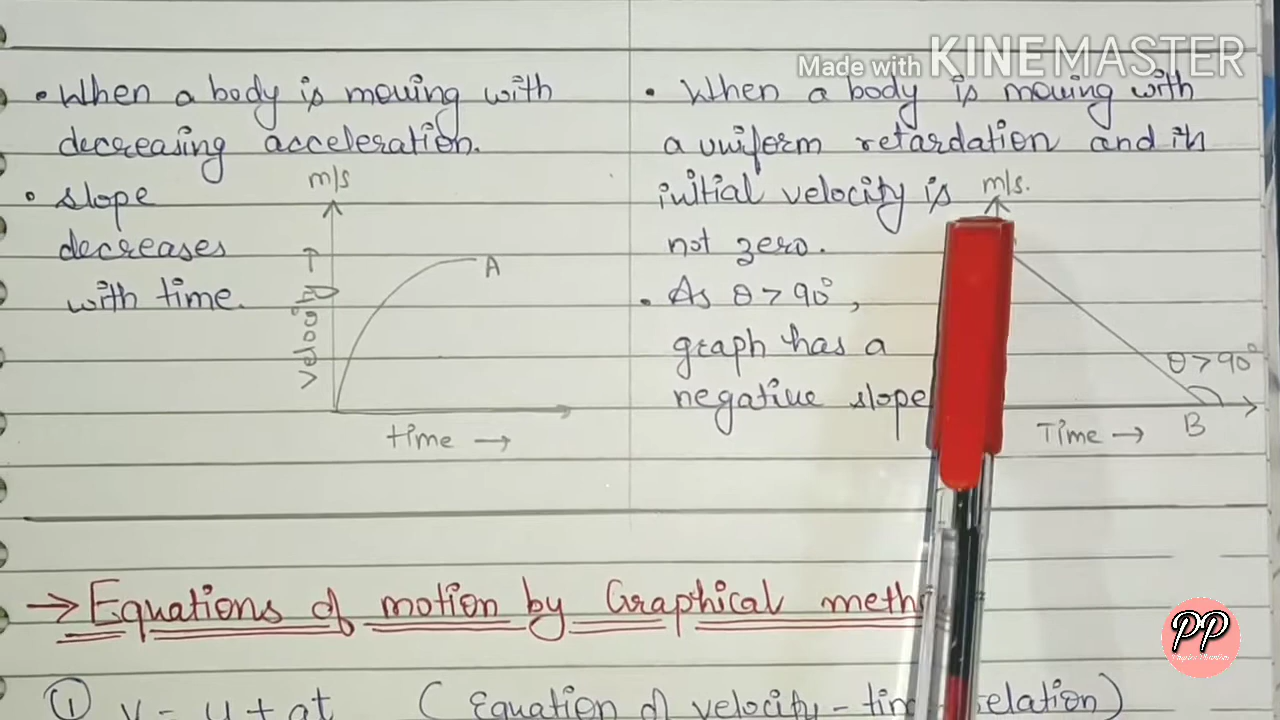 Made with KINEMASTER
• When a body is moving with
decreasing acceleration.
• slope
decreases
with time.
m/s
velocity →
A
time →
• When a body is moving with
a uniform retardation and its
initial velocity is
not zero.
m/s.
• As θ > 90°,
graph has a
negative slope
θ > 90°
Time →
B
→ Equations of motion by Graphical meth
① v = u + at ( Equation of velocity - tim relation)
PP